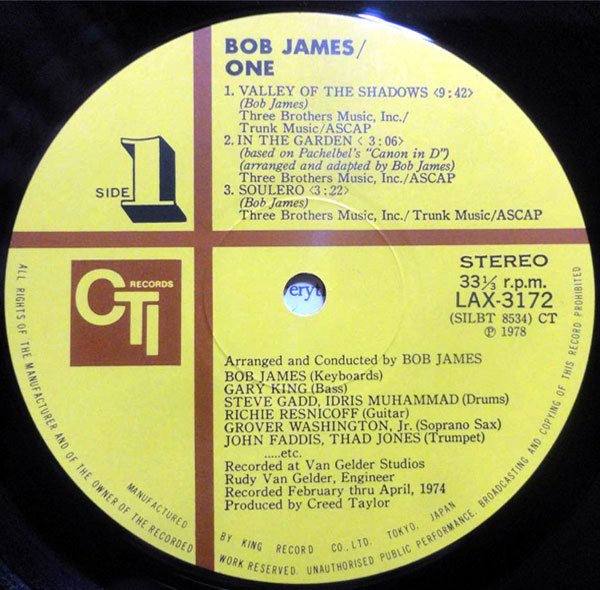 BOB JAMES/
ONE
1. VALLEY OF THE SHADOWS <9:42>
(Bob James)
Three Brothers Music, Inc./
Trunk Music/ASCAP
2. IN THE GARDEN < 3:06>
(based on Pachelbel's "Canon in D")
(arranged and adapted by Bob James)
Three Brothers Music, Inc./ASCAP
3. SOULERO <3:22>
(Bob James)
Three Brothers Music, Inc./ Trunk Music/ASCAP
SIDE 1
CTI RECORDS
STEREO
33⅓ r.p.m.
LAX-3172
(SILBT 8534) CT
℗ 1978
eryt
Arranged and Conducted by BOB JAMES
BOB JAMES (Keyboards)
GARY KING (Bass)
STEVE GADD, IDRIS MUHAMMAD (Drums)
RICHIE RESNICOFF (Guitar)
GROVER WASHINGTON, Jr. (Soprano Sax)
JOHN FADDIS, THAD JONES (Trumpet)
.....etc.
Recorded at Van Gelder Studios
Rudy Van Gelder, Engineer
Recorded February thru April, 1974
Produced by Creed Taylor
ALL RIGHTS OF THE MANUFACTURER AND OF THE OWNER OF THE RECORDED WORK RESERVED. UNAUTHORISED PUBLIC PERFORMANCE, BROADCASTING AND COPYING OF THIS RECORD PROHIBITED
MANUFACTURED BY KING RECORD CO., LTD. TOKYO, JAPAN